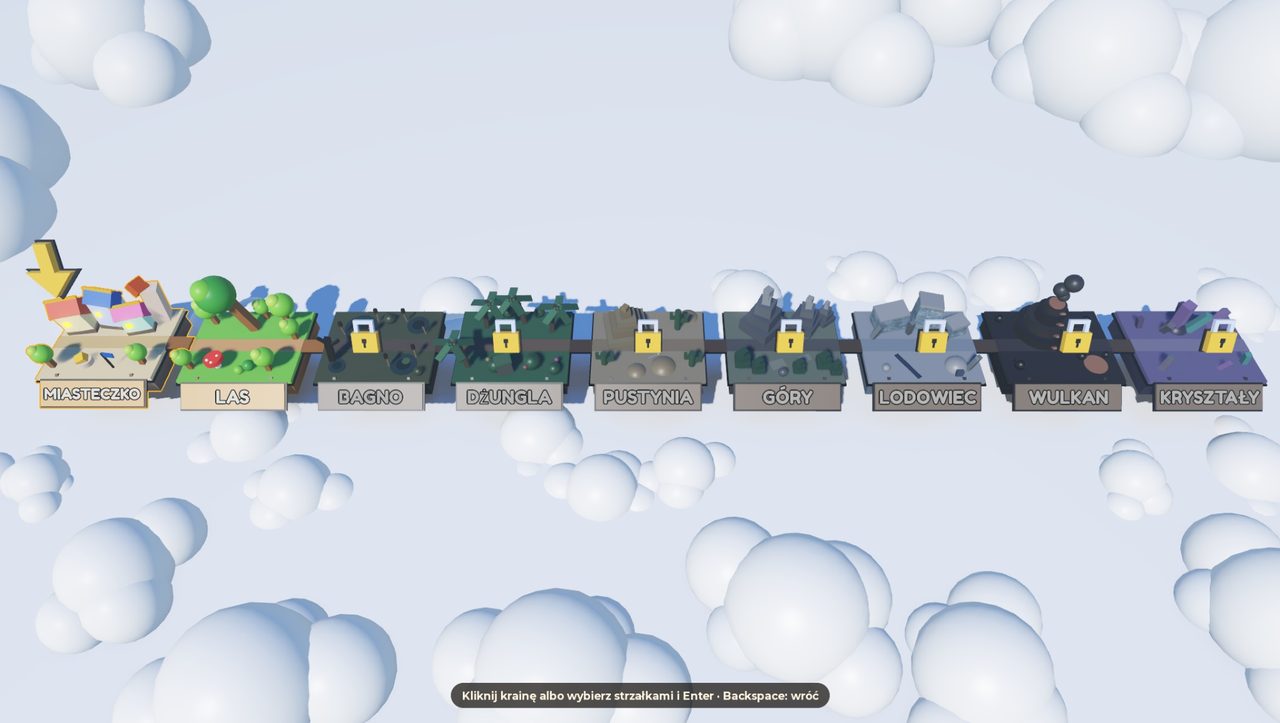 MIASTECZKO
LAS
BAGNO
DŻUNGLA
PUSTYNIA
GÓRY
LODOWIEC
WULKAN
KRYSZTAŁY
Kliknij krainę albo wybierz strzałkami i Enter · Backspace: wróć